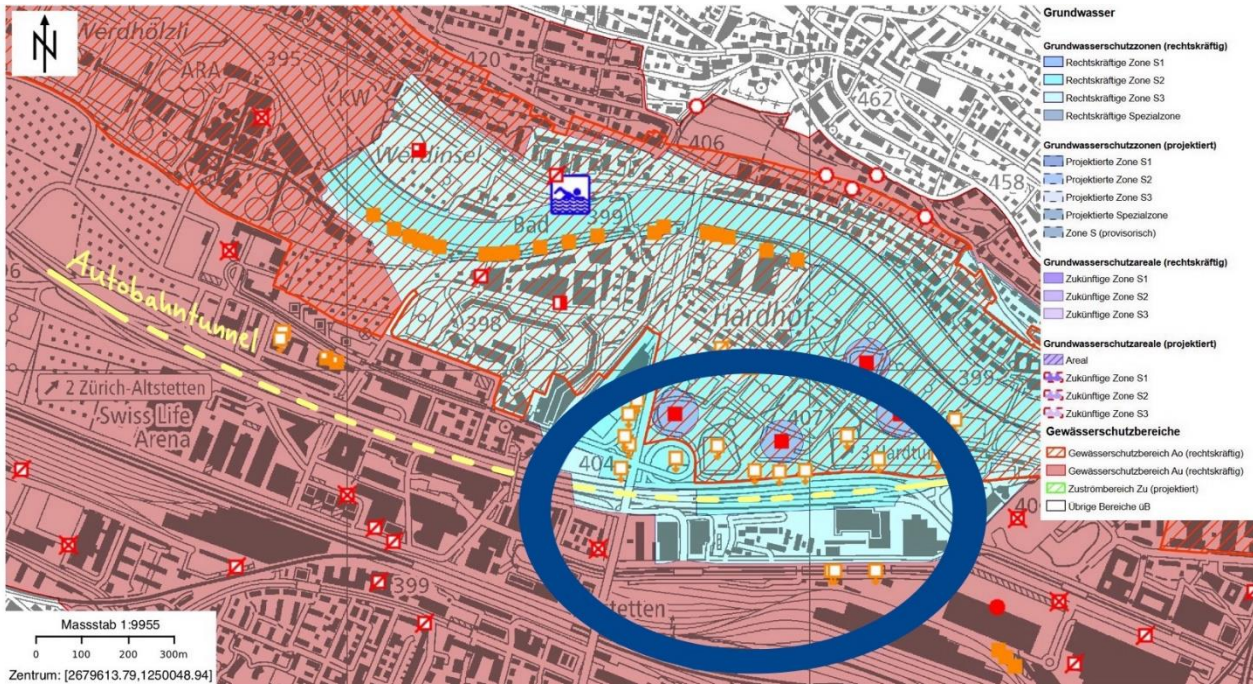 N
Werdhölzli
ARA
395
KW
420
406
462
458
Werdinsel
Bad
399
96
Autobahntunnel
398
Hardhof
399
2 Zürich-Altstetten
Swiss Life
Arena
404
407
3 Hardtur
40
399
stetten
Massstab 1:9955
0 100 200 300m
Zentrum: [2679613.79,1250048.94]
Grundwasser
Grundwasserschutzzonen (rechtskräftig)
Rechtskräftige Zone S1
Rechtskräftige Zone S2
Rechtskräftige Zone S3
Rechtskräftige Spezialzone
Grundwasserschutzzonen (projektiert)
Projektierte Zone S1
Projektierte Zone S2
Projektierte Zone S3
Projektierte Spezialzone
Zone S (provisorisch)
Grundwasserschutzareale (rechtskräftig)
Zukünftige Zone S1
Zukünftige Zone S2
Zukünftige Zone S3
Grundwasserschutzareale (projektiert)
Areal
Zukünftige Zone S1
Zukünftige Zone S2
Zukünftige Zone S3
Gewässerschutzbereiche
Gewässerschutzbereich Ao (rechtskräftig)
Gewässerschutzbereich Au (rechtskräftig)
Zuströmbereich Zu (projektiert)
Übrige Bereiche üB